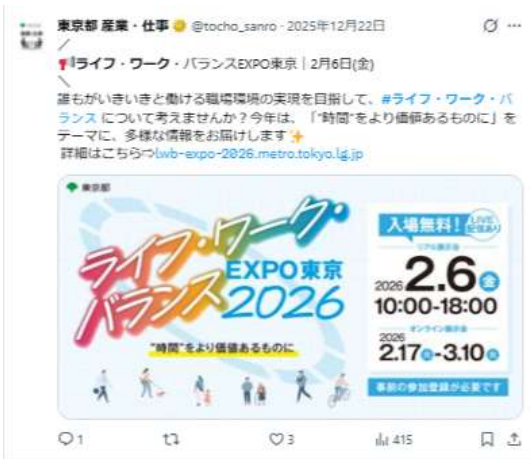 東京都 産業・仕事 @tocho_sanro · 2025年12月22日
／
ライフ・ワーク・バランスEXPO東京｜2月6日(金)
＼
誰もがいきいきと働ける職場環境の実現を目指して、#ライフ・ワーク・バ
ランス について考えませんか？今年は、「"時間"をより価値あるものに」を
テーマに、多様な情報をお届けします✨
詳細はこちら⇨lwb-expo-2026.metro.tokyo.lg.jp
東京都
ライフ・ワーク・
バランス
EXPO東京
2026
"時間"をより価値あるものに
入場無料！
LIVE
配信あり
リアル展示会
2026 2.6 金
10:00-18:00
オンライン展示会
2026
2.17火-3.10火
事前の参加登録が必要です
1 3 415